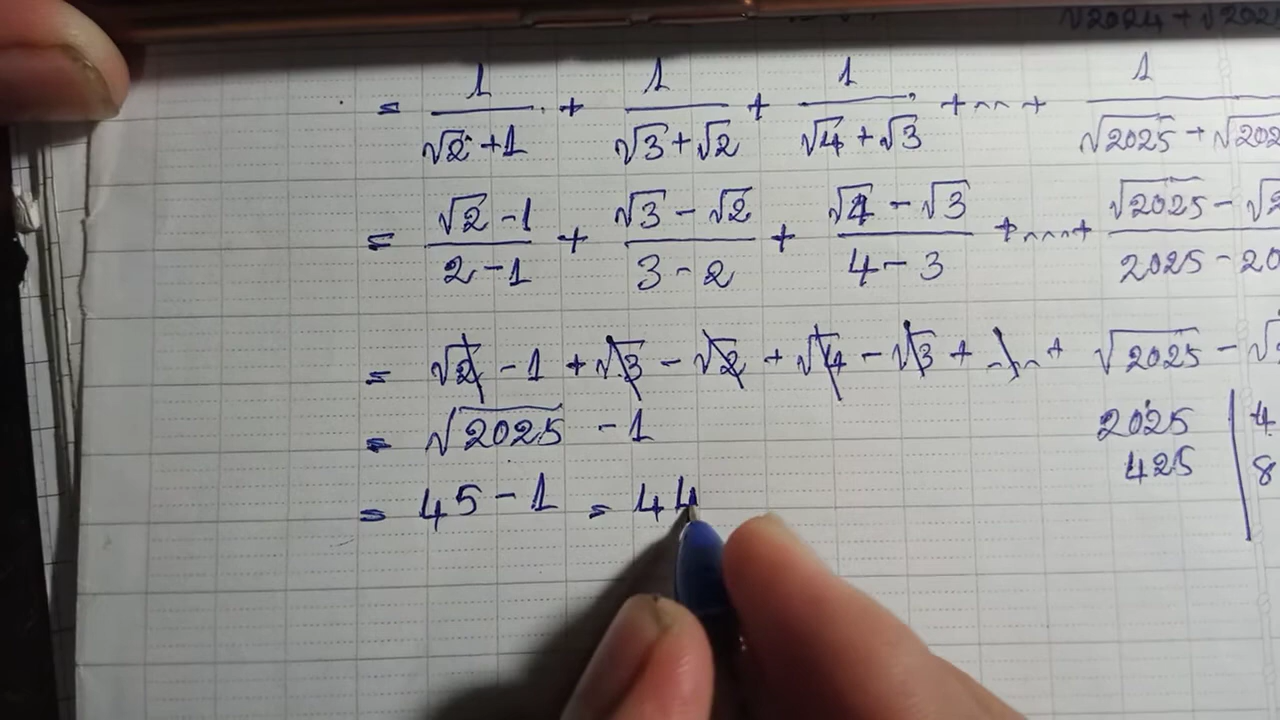 √2024 + √202
= 1/(√2 + 1) + 1/(√3 + √2) + 1/(√4 + √3) + ... + 1/(√2025 + √202
= (√2 - 1)/(2 - 1) + (√3 - √2)/(3 - 2) + (√4 - √3)/(4 - 3) + .... + (√2025 - √2)/(2025 - 20
= √2 - 1 + √3 - √2 + √4 - √3 + ... + √2025 - √
= √2025 - 1
2025 | 4
425 | 8
= 45 - 1 = 44